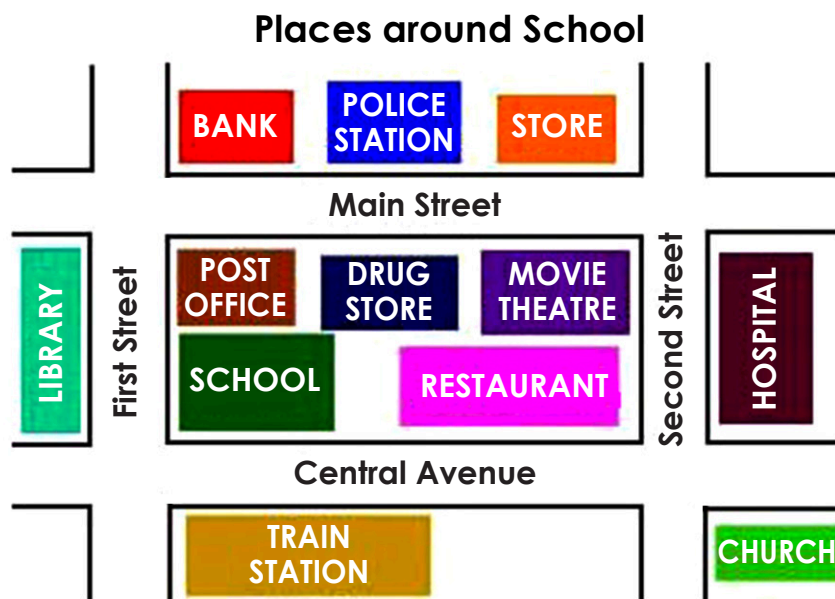 Places around School
BANK
POLICE
STATION
STORE
Main Street
LIBRARY
First Street
POST
OFFICE
DRUG
STORE
MOVIE
THEATRE
SCHOOL
RESTAURANT
Second Street
HOSPITAL
Central Avenue
TRAIN
STATION
CHURCH